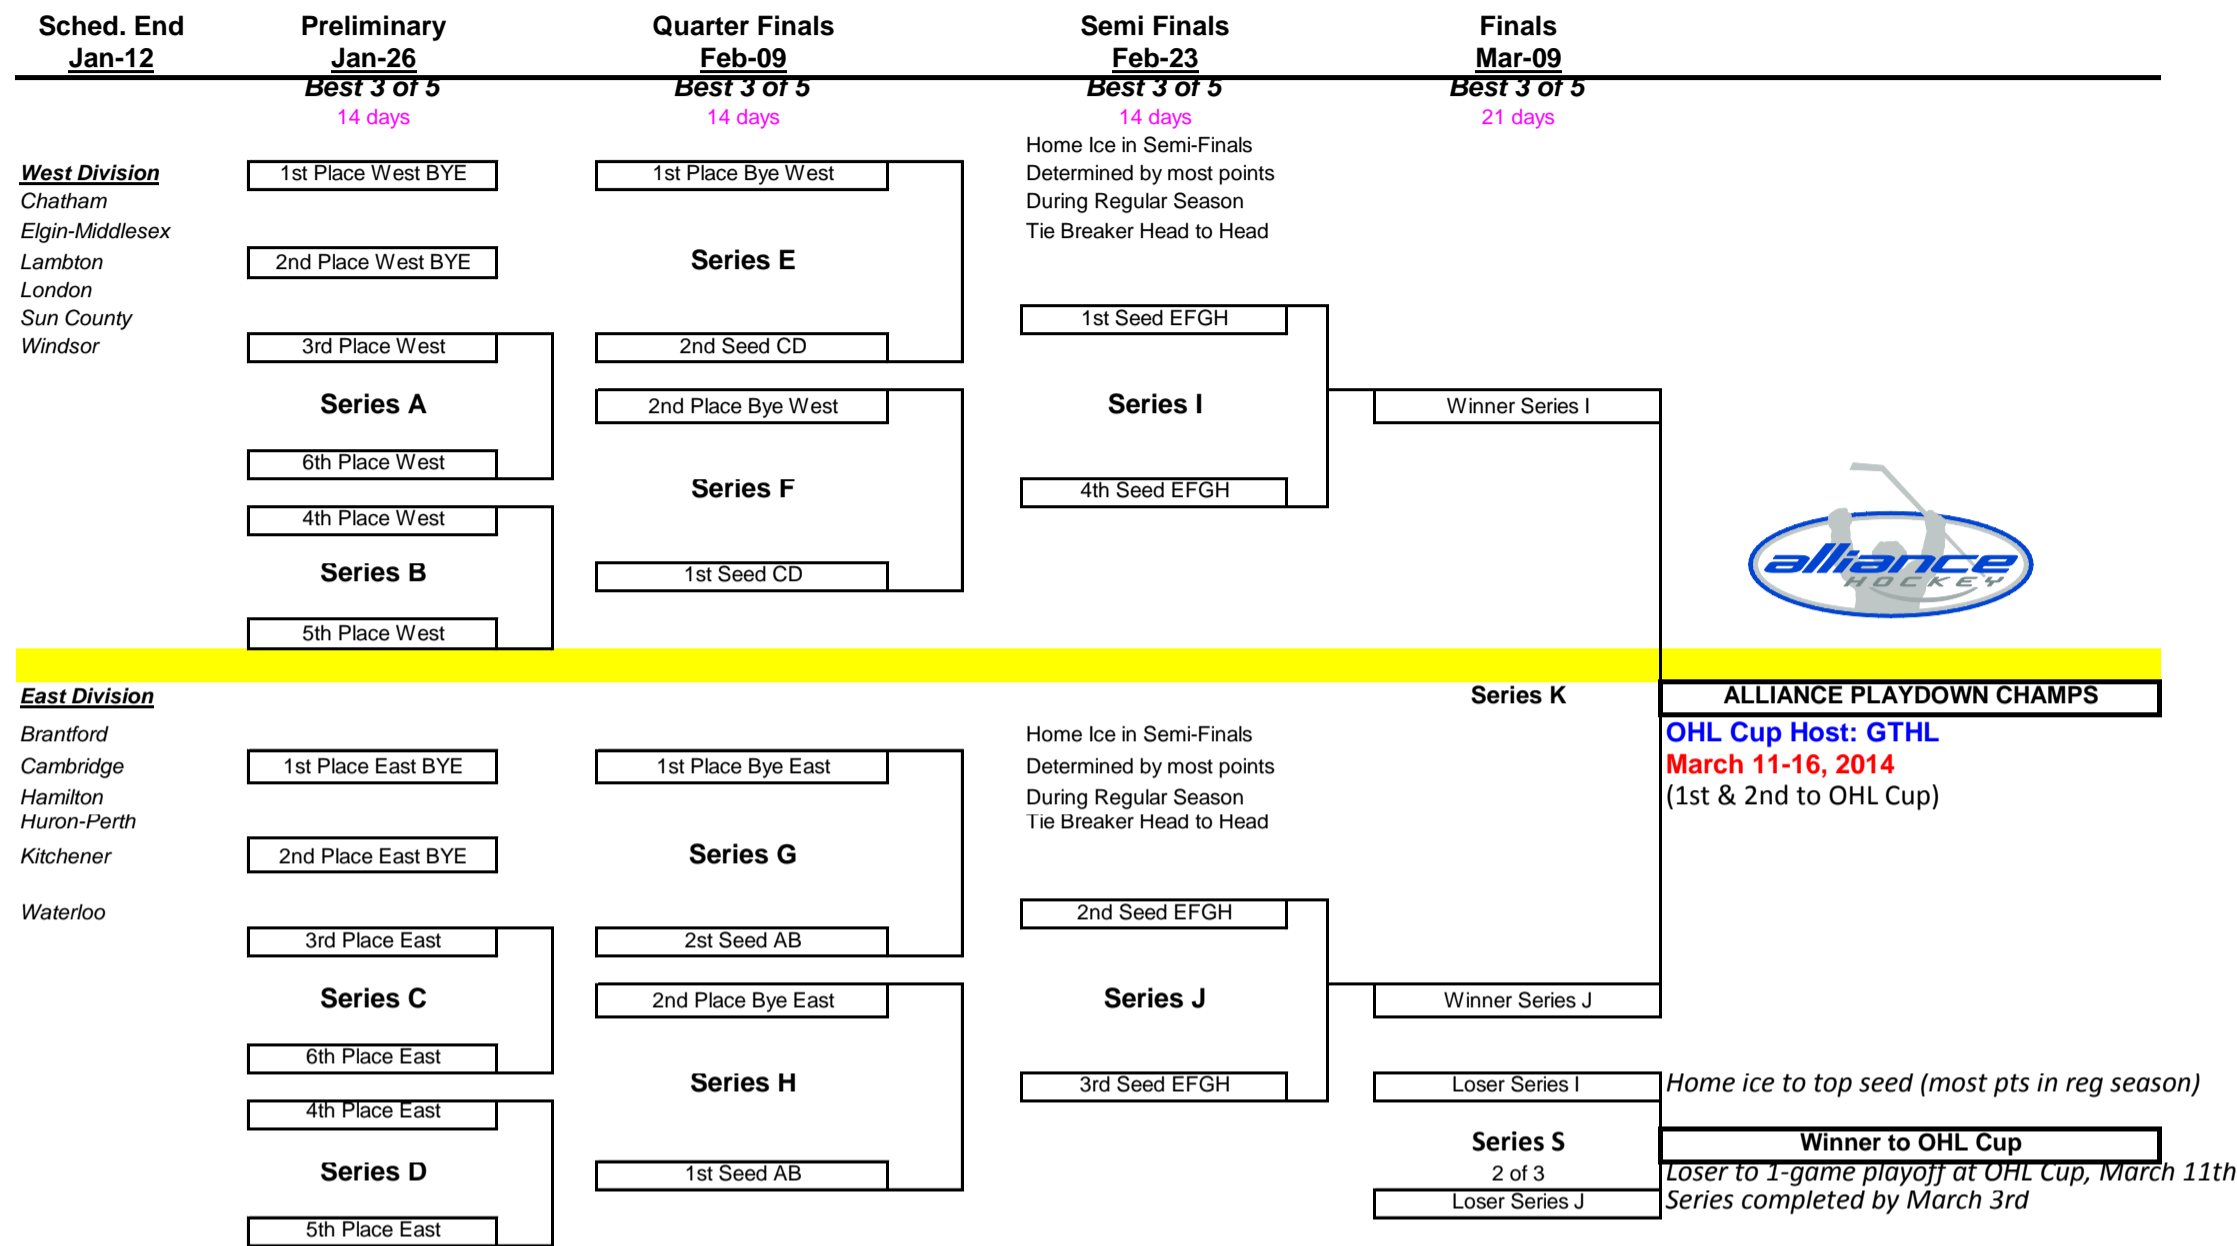 Sched. End Preliminary Quarter Finals Semi Finals Finals
Jan-12 Jan-26 Feb-09 Feb-23 Mar-09
Best 3 of 5 Best 3 of 5 Best 3 of 5 Best 3 of 5
14 days 14 days 14 days 21 days
Home Ice in Semi-Finals
West Division 1st Place West BYE 1st Place Bye West Determined by most points
Chatham During Regular Season
Elgin-Middlesex Tie Breaker Head to Head
Lambton 2nd Place West BYE Series E
London
Sun County 1st Seed EFGH
Windsor 3rd Place West 2nd Seed CD
Series A 2nd Place Bye West Series I Winner Series I
6th Place West
Series F 4th Seed EFGH
4th Place West
alliance
HOCKEY
Series B 1st Seed CD
5th Place West
East Division Series K ALLIANCE PLAYDOWN CHAMPS
Brantford Home Ice in Semi-Finals OHL Cup Host: GTHL
Cambridge 1st Place East BYE 1st Place Bye East Determined by most points March 11-16, 2014
Hamilton During Regular Season (1st & 2nd to OHL Cup)
Huron-Perth Tie Breaker Head to Head
Kitchener 2nd Place East BYE Series G
Waterloo 2nd Seed EFGH
3rd Place East 2st Seed AB
Series C 2nd Place Bye East Series J Winner Series J
6th Place East
Series H 3rd Seed EFGH Loser Series I Home ice to top seed (most pts in reg season)
4th Place East
Series S Winner to OHL Cup
Series D 1st Seed AB 2 of 3 Loser to 1-game playoff at OHL Cup, March 11th
Loser Series J Series completed by March 3rd
5th Place East